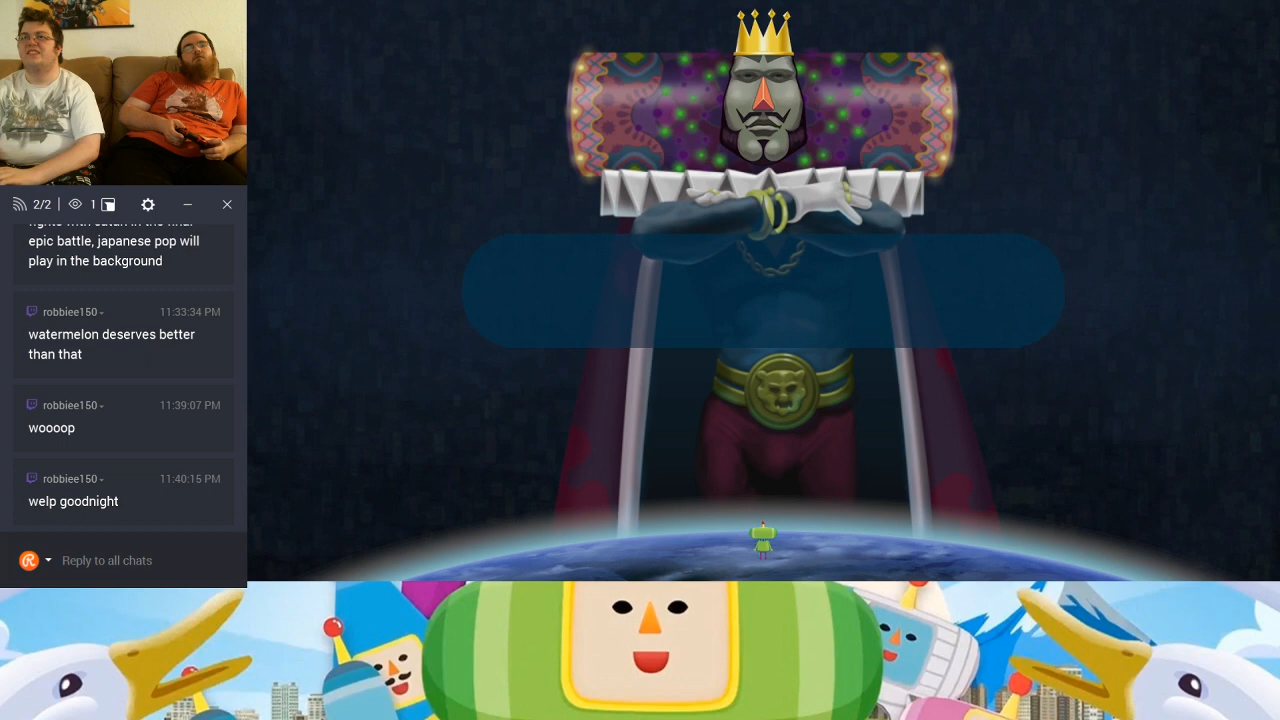 2/2
1
epic battle, japanese pop will
play in the background
robbiee150
11:33:34 PM
watermelon deserves better
than that
robbiee150
11:39:07 PM
woooop
robbiee150
11:40:15 PM
welp goodnight
Reply to all chats